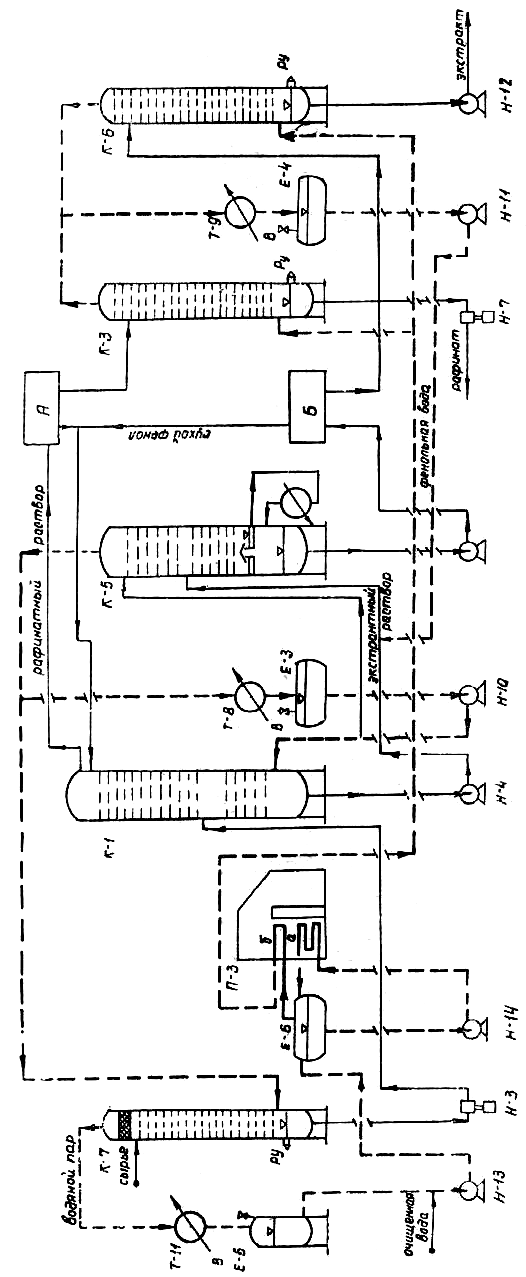 водяной пар
К-7
сырье
РУ
Т-11
В
Е-6
очищенная
вода
Н-13
Н-3
Е-6
П-3
б
а
Н-14
К-1
Н-4
рафинатный раствор
Т-8
В
Е-3
Н-10
К-5
экстрактный
раствор
А
сухой фенол
Б
фенольная вода
К-3
РУ
Н-7
рафинат
Т-9
В
Е-4
Н-11
К-6
РУ
Н-12
экстракт